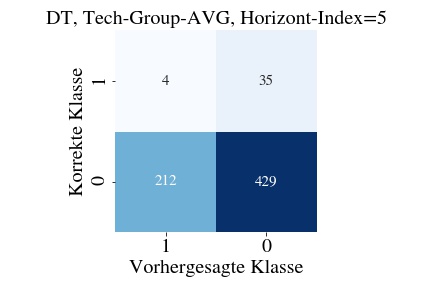 DT, Tech-Group-AVG, Horizont-Index=5
Korrekte Klasse
1
4 35
0
212 429
1 0
Vorhergesagte Klasse